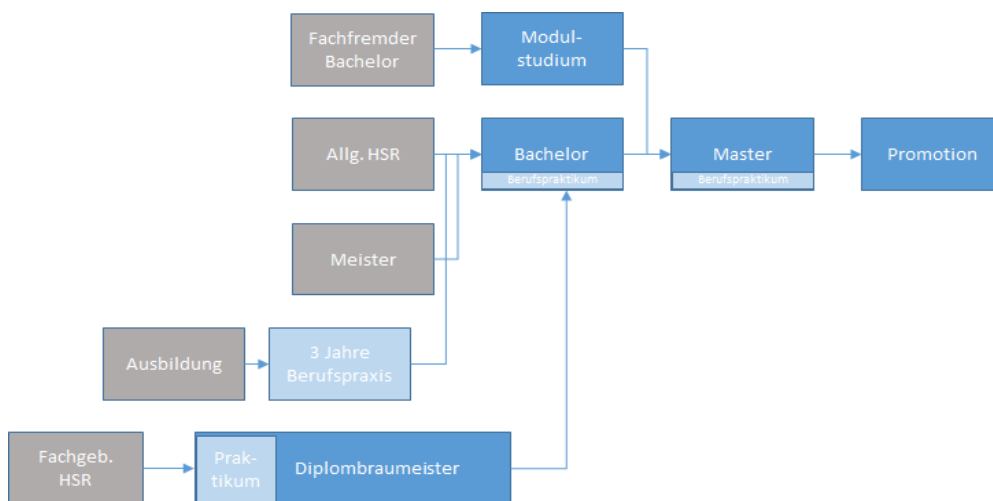 Fachfremder
Bachelor
Modul-
studium
Allg. HSR
Bachelor
Berufspraktikum
Master
Berufspraktikum
Promotion
Meister
Ausbildung
3 Jahre
Berufspraxis
Fachgeb.
HSR
Prak-
tikum
Diplombraumeister